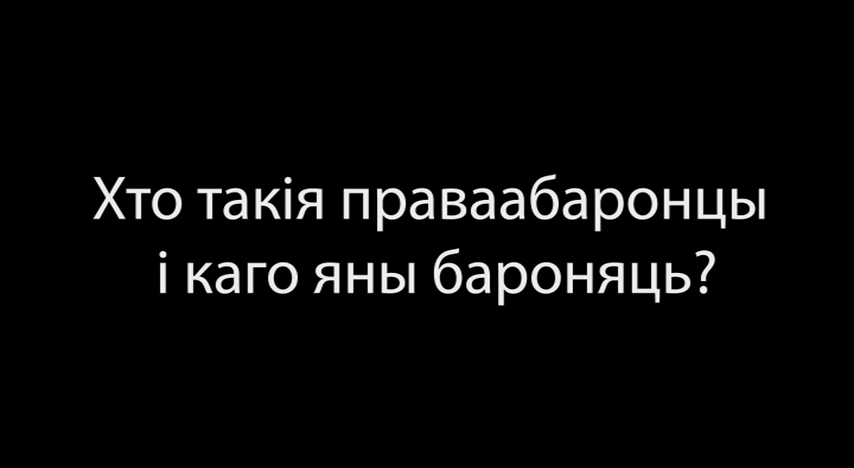 Хто такія праваабаронцы
і каго яны бароняць?